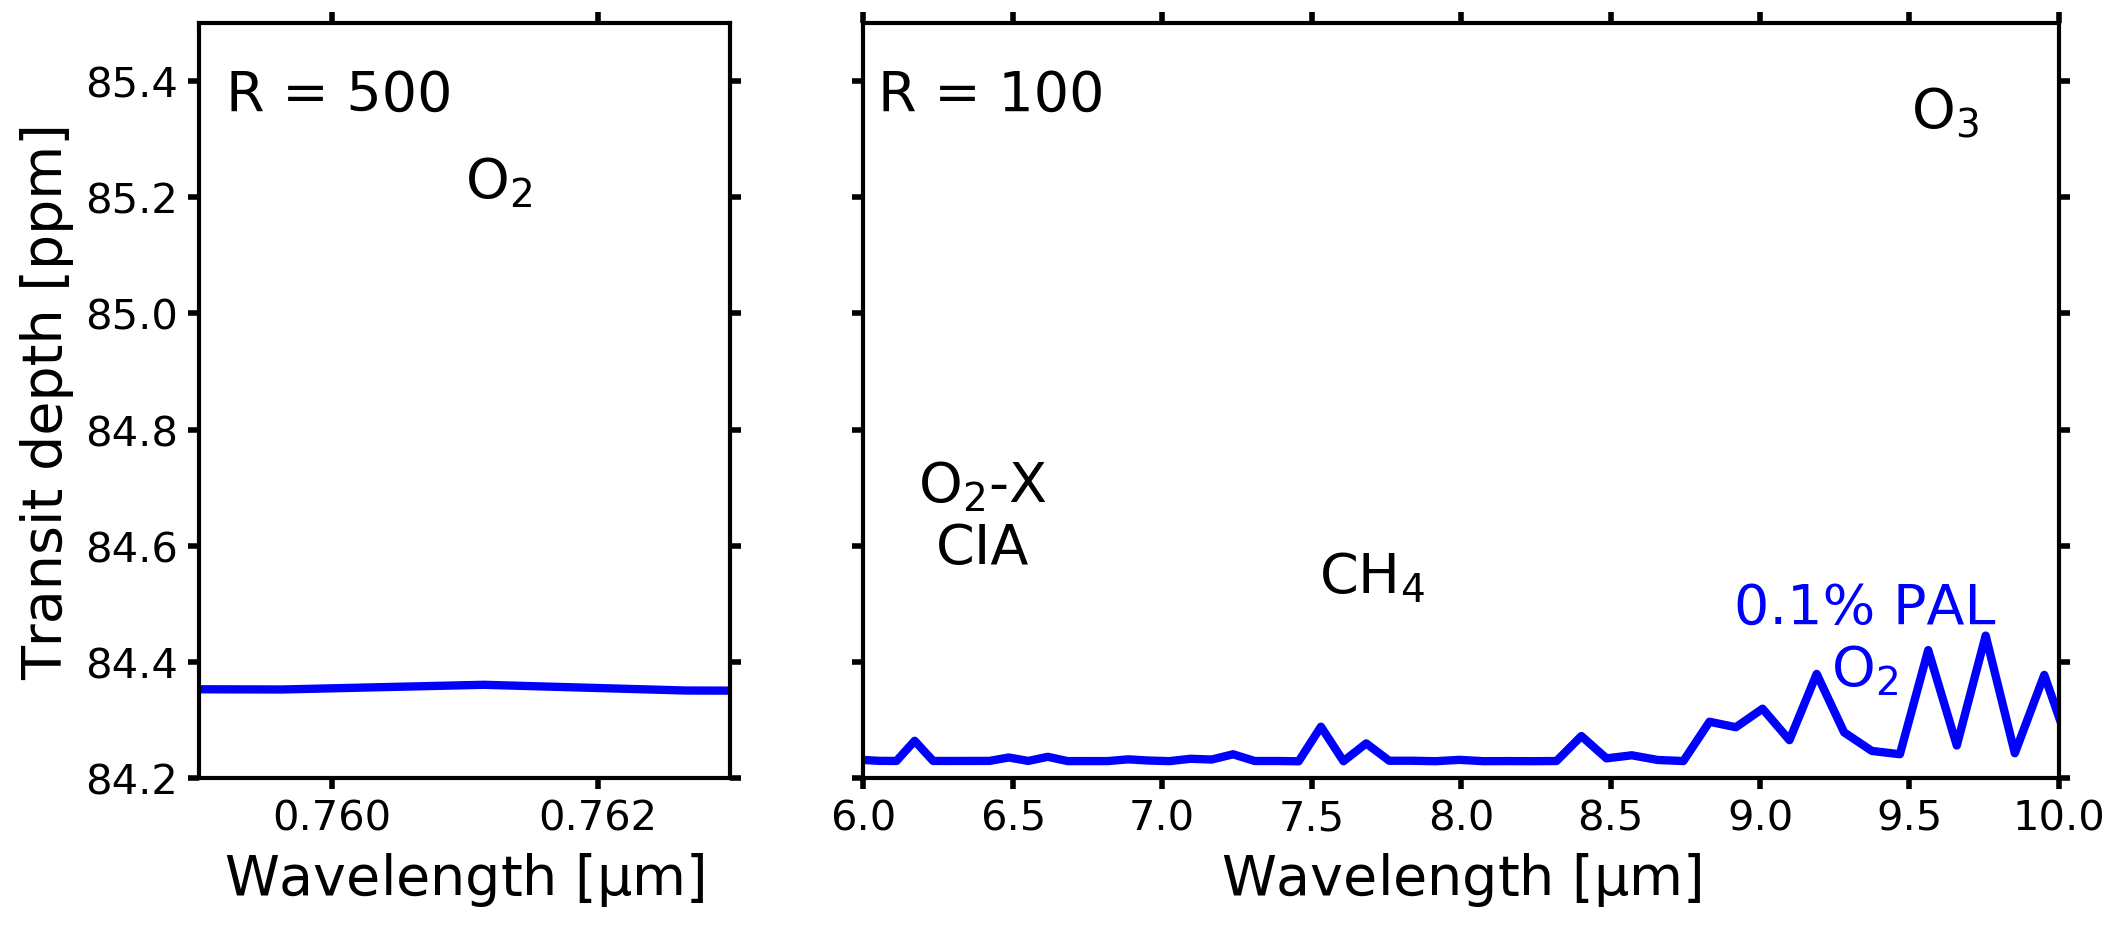 Transit depth [ppm]
85.4
85.2
85.0
84.8
84.6
84.4
84.2
R = 500
O₂
0.760
0.762
Wavelength [μm]
R = 100
O₃
O₂-X
CIA
CH₄
0.1% PAL
O₂
6.0
6.5
7.0
7.5
8.0
8.5
9.0
9.5
10.0
Wavelength [μm]